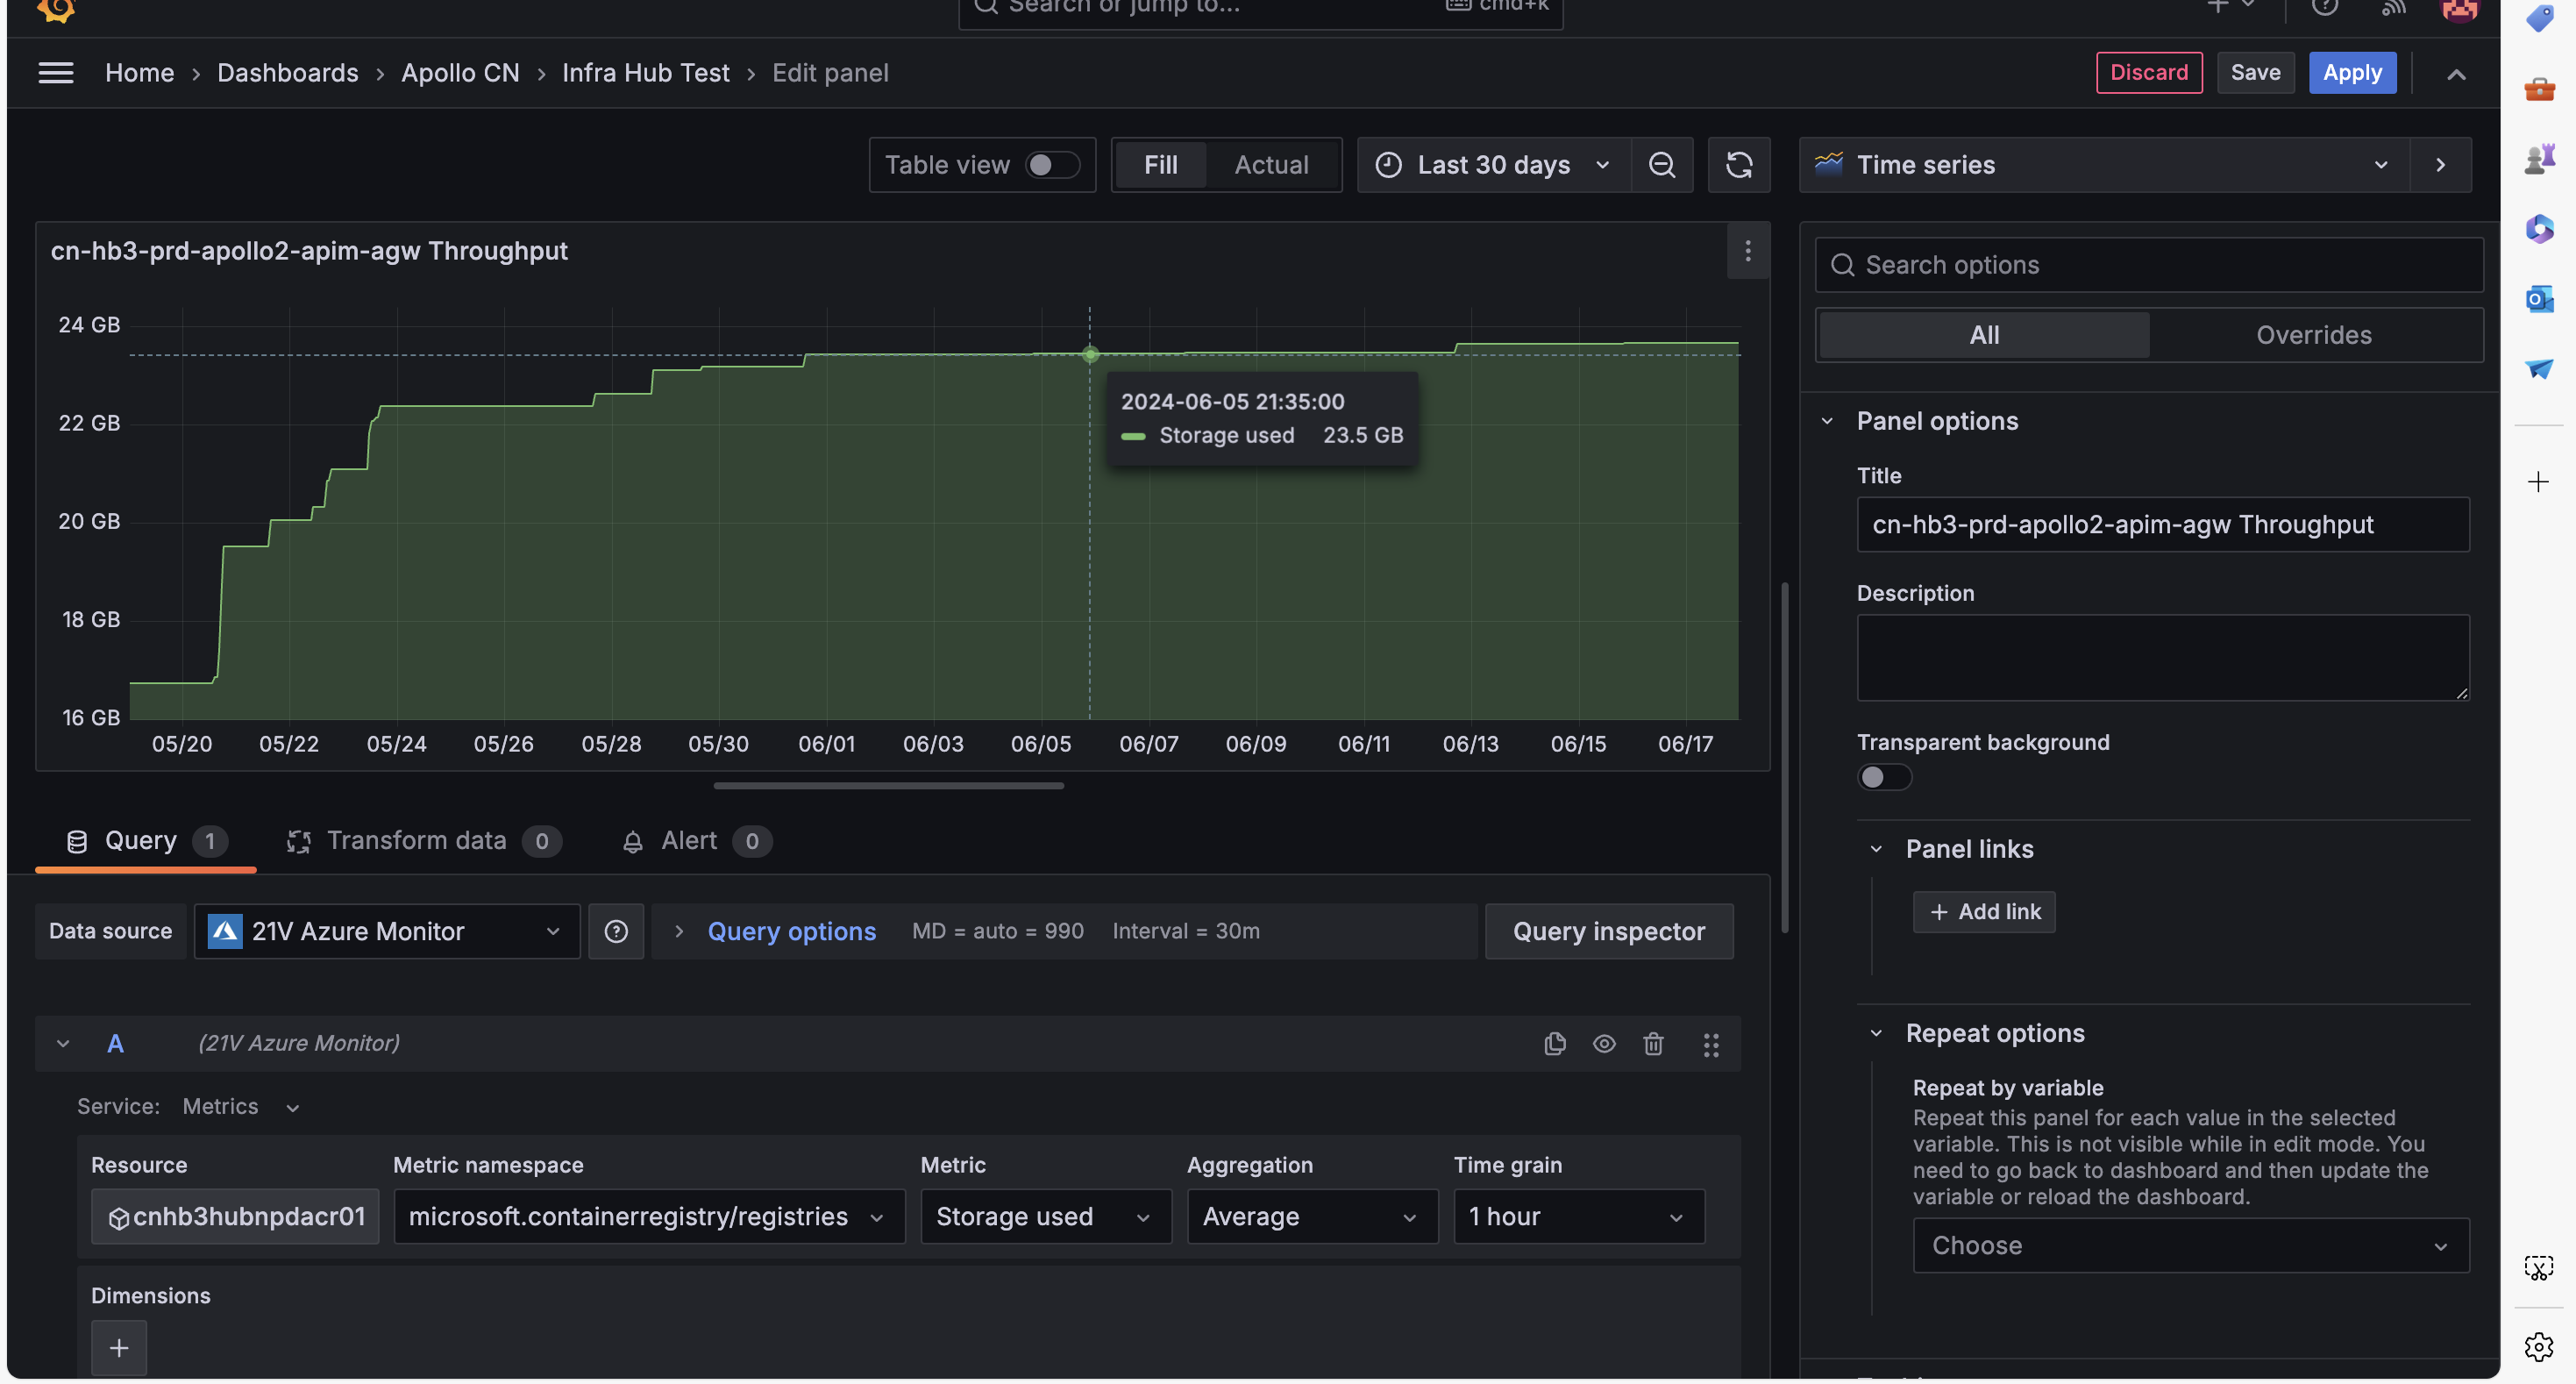 Search or jump to... cmd+k
Home › Dashboards › Apollo CN › Infra Hub Test › Edit panel
Discard Save Apply
Table view Fill Actual Last 30 days Time series
cn-hb3-prd-apollo2-apim-agw Throughput
24 GB
22 GB
20 GB
18 GB
16 GB
2024-06-05 21:35:00
Storage used 23.5 GB
05/20 05/22 05/24 05/26 05/28 05/30 06/01 06/03 06/05 06/07 06/09 06/11 06/13 06/15 06/17
Query 1 Transform data 0 Alert 0
Data source 21V Azure Monitor Query options MD = auto = 990 Interval = 30m Query inspector
A (21V Azure Monitor)
Service: Metrics
Resource Metric namespace Metric Aggregation Time grain
cnhb3hubnpdacr01 microsoft.containerregistry/registries Storage used Average 1 hour
Dimensions
Search options
All Overrides
Panel options
Title
cn-hb3-prd-apollo2-apim-agw Throughput
Description
Transparent background
Panel links
+ Add link
Repeat options
Repeat by variable
Repeat this panel for each value in the selected
variable. This is not visible while in edit mode. You
need to go back to dashboard and then update the
variable or reload the dashboard.
Choose